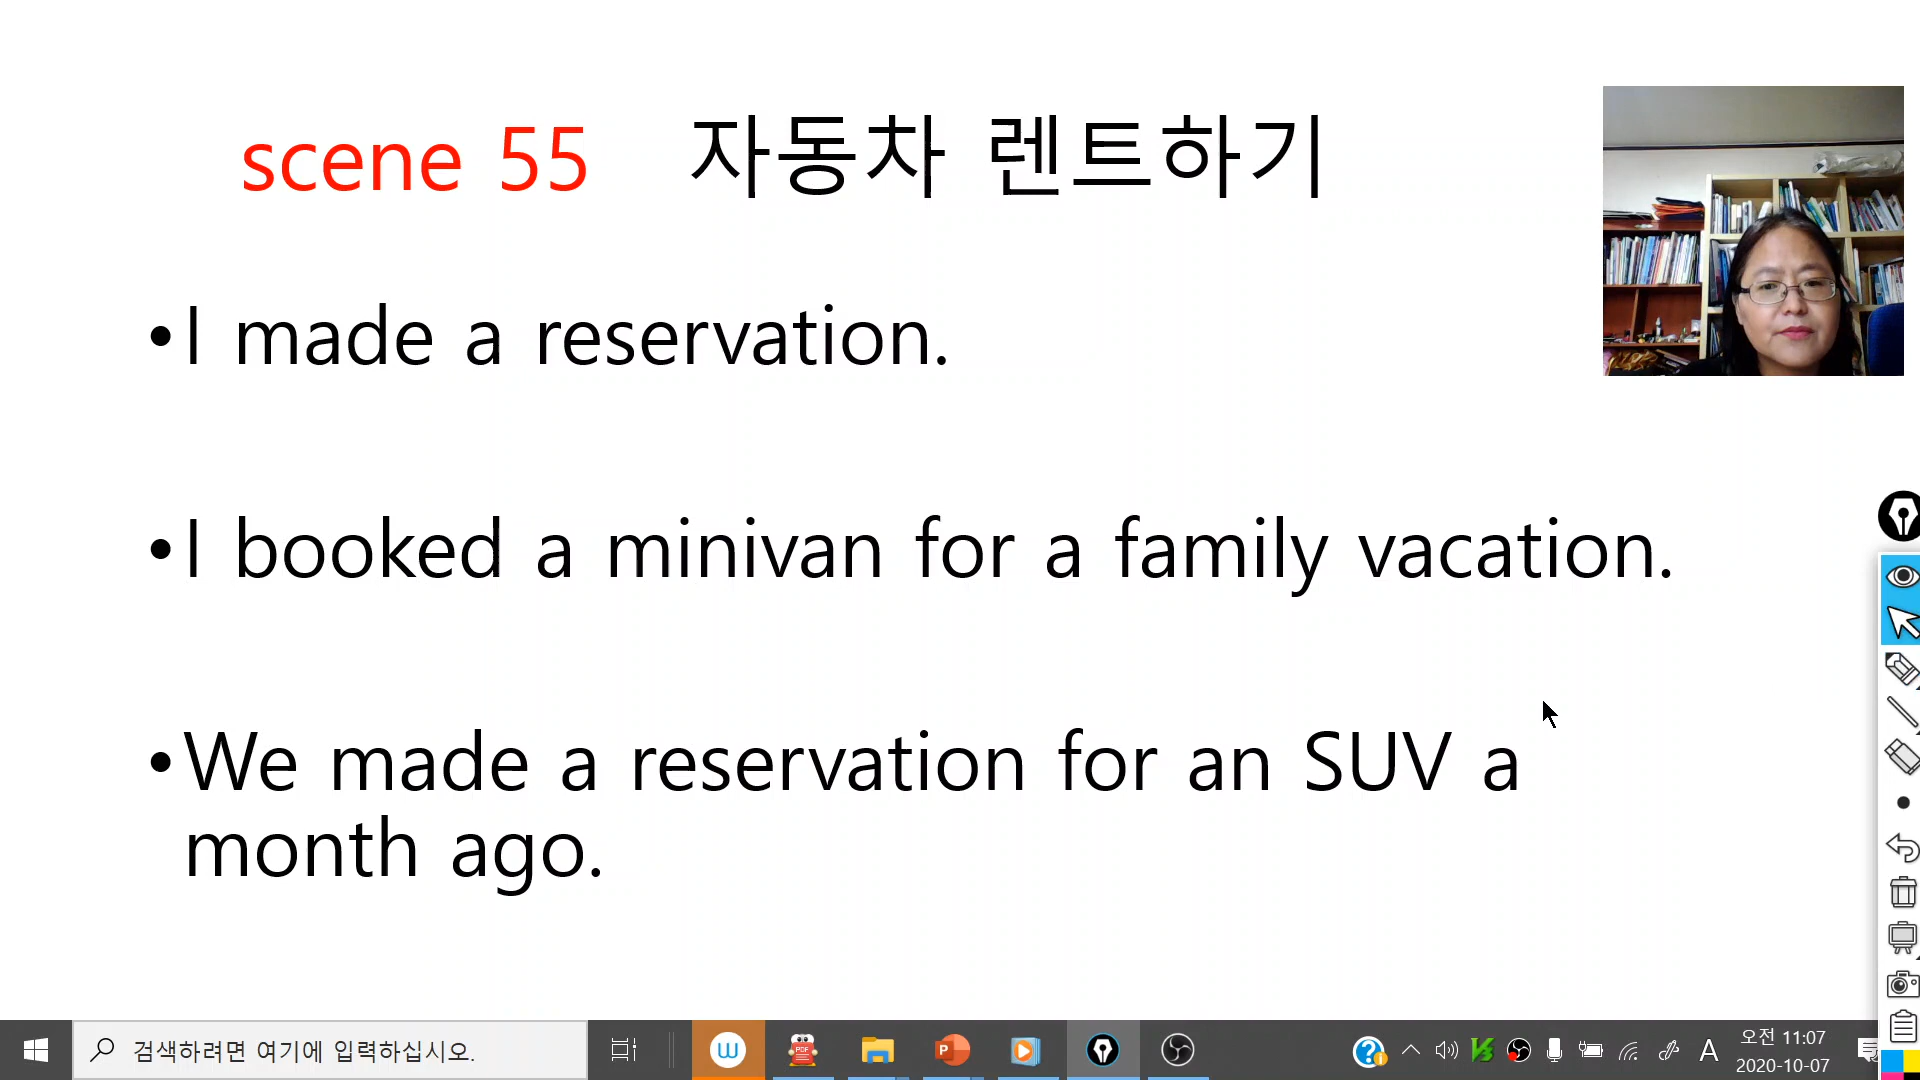 scene 55 자동차 렌트하기
•I made a reservation.
•I booked a minivan for a family vacation.
•We made a reservation for an SUV a
month ago.
검색하려면 여기에 입력하십시오.
PDF
P
A
오전 11:07
2020-10-07